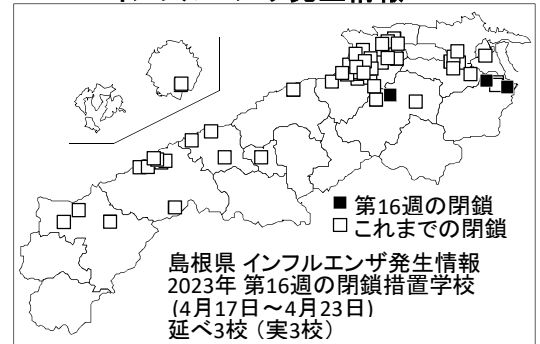 ■ 第16週の閉鎖
□ これまでの閉鎖
島根県 インフルエンザ発生情報
2023年 第16週の閉鎖措置学校
(4月17日～4月23日)
延べ3校（実3校）